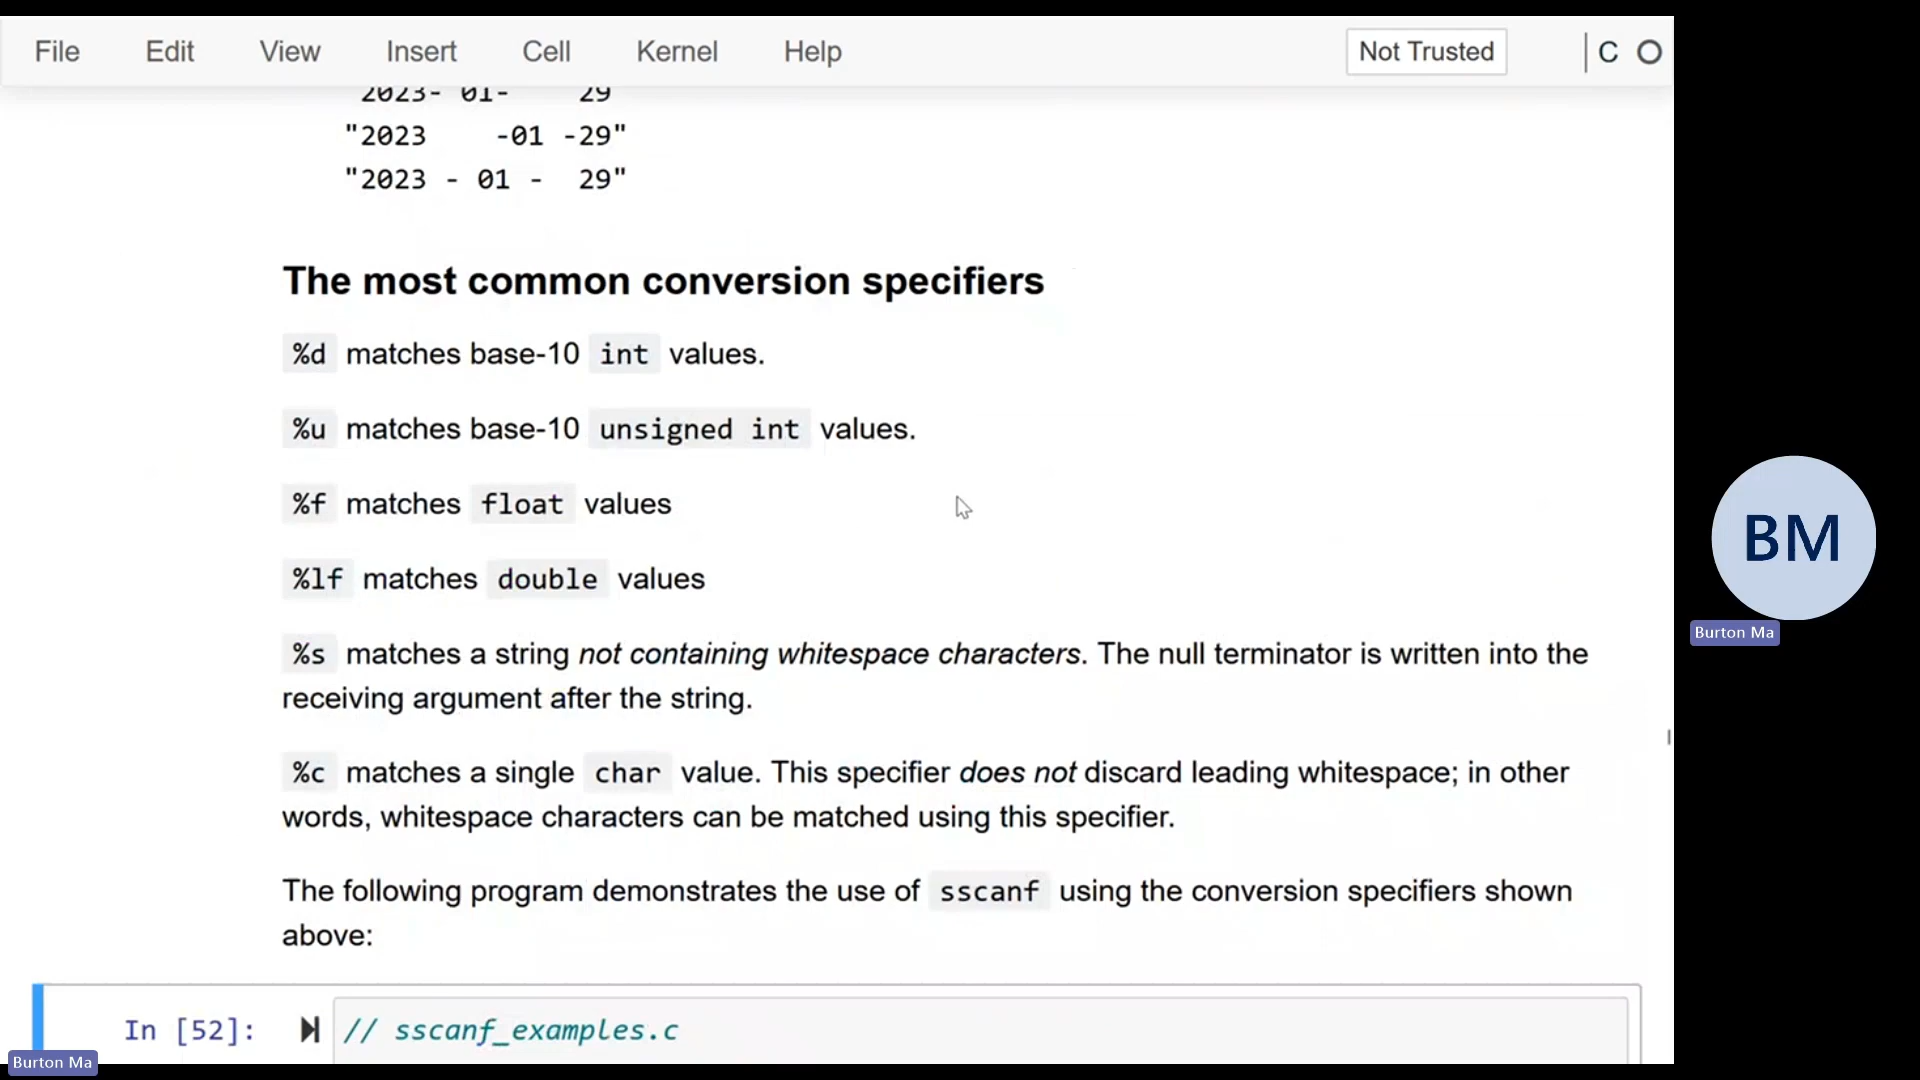 File Edit View Insert Cell Kernel Help Not Trusted C
2023- 01-    29
"2023    -01 -29"
"2023 - 01 -  29"
The most common conversion specifiers
%d matches base-10 int values.
%u matches base-10 unsigned int values.
%f matches float values
%lf matches double values
%s matches a string not containing whitespace characters. The null terminator is written into the
receiving argument after the string.
%c matches a single char value. This specifier does not discard leading whitespace; in other
words, whitespace characters can be matched using this specifier.
The following program demonstrates the use of sscanf using the conversion specifiers shown
above:
In [52]: // sscanf_examples.c
Burton Ma
BM
Burton Ma